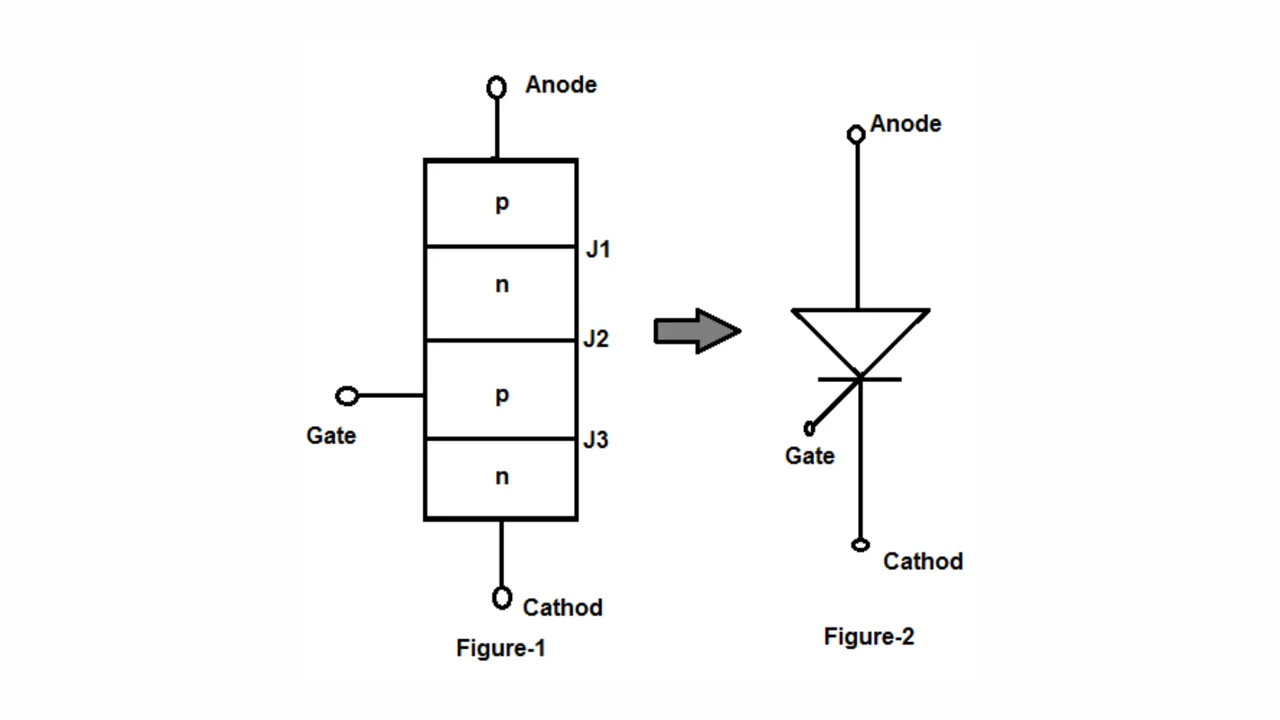 Anode
p
J1
n
J2
p
Gate
J3
n
Cathod
Figure-1
Anode
Gate
Cathod
Figure-2